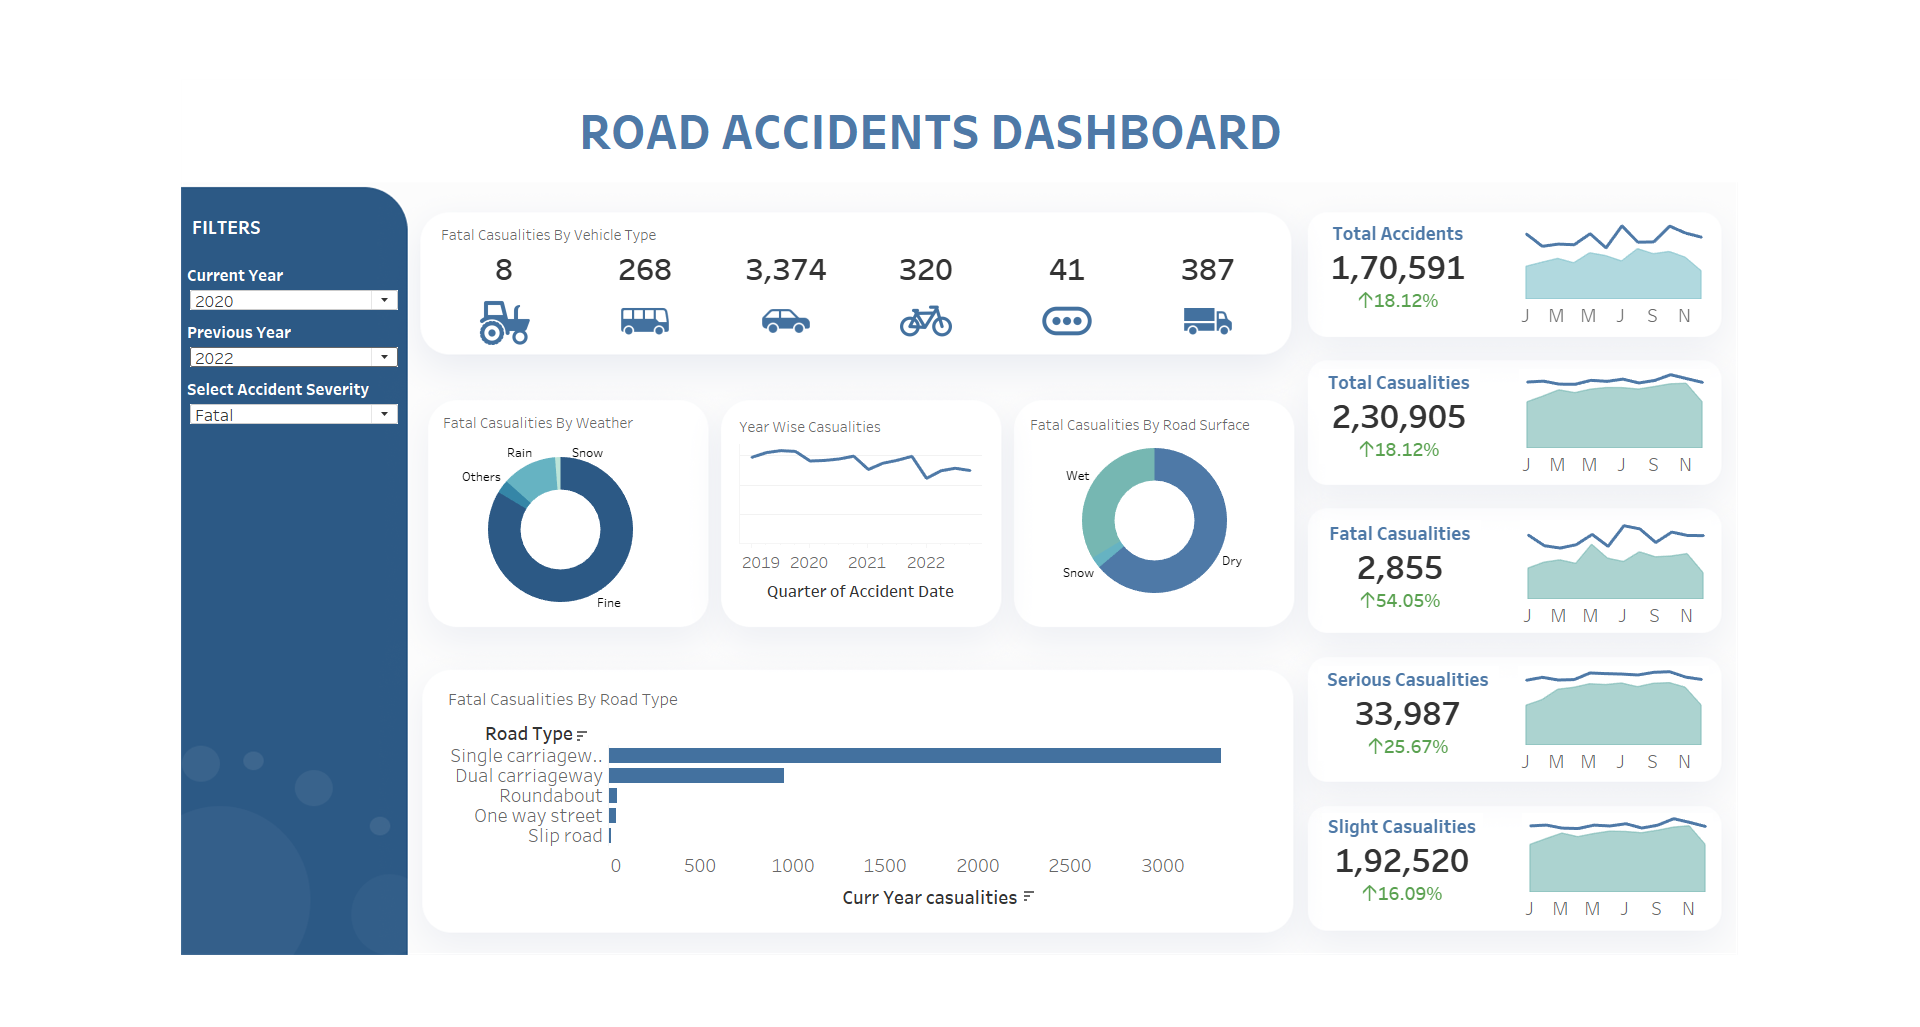 ROAD ACCIDENTS DASHBOARD
FILTERS
Current Year
2020
Previous Year
2022
Select Accident Severity
Fatal
Fatal Casualities By Vehicle Type
8 268 3,374 320 41 387
Fatal Casualities By Weather
Rain Snow
Others
Fine
Year Wise Casualities
2019 2020 2021 2022
Quarter of Accident Date
Fatal Casualities By Road Surface
Wet
Snow
Dry
Fatal Casualities By Road Type
Road Type
Single carriagew..
Dual carriageway
Roundabout
One way street
Slip road
0 500 1000 1500 2000 2500 3000
Curr Year casualities
Total Accidents
1,70,591
↑18.12%
J M M J S N
Total Casualities
2,30,905
↑18.12%
J M M J S N
Fatal Casualities
2,855
↑54.05%
J M M J S N
Serious Casualities
33,987
↑25.67%
J M M J S N
Slight Casualities
1,92,520
↑16.09%
J M M J S N